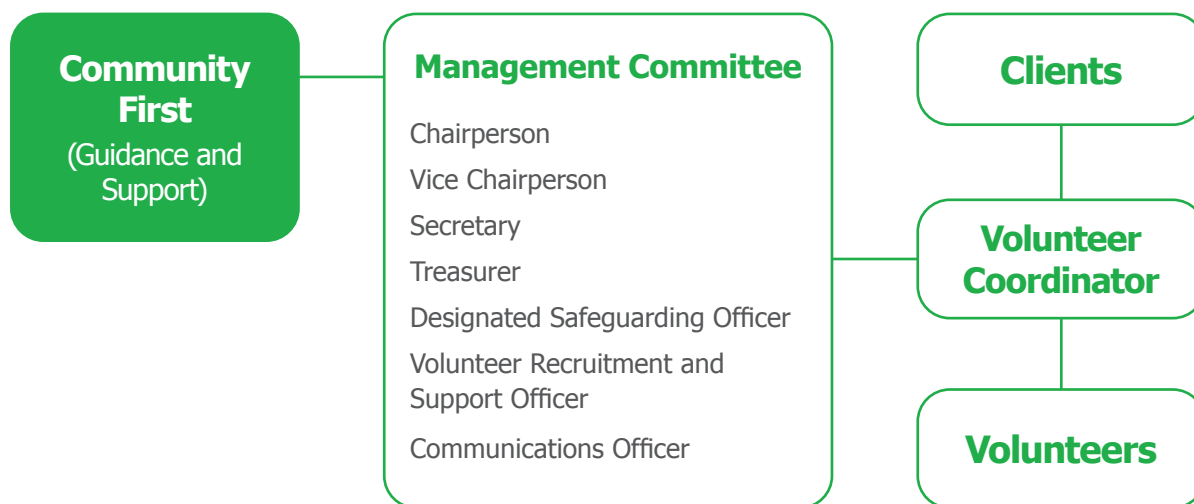 Community
First
(Guidance and
Support)
Management Committee
Chairperson
Vice Chairperson
Secretary
Treasurer
Designated Safeguarding Officer
Volunteer Recruitment and
Support Officer
Communications Officer
Clients
Volunteer
Coordinator
Volunteers